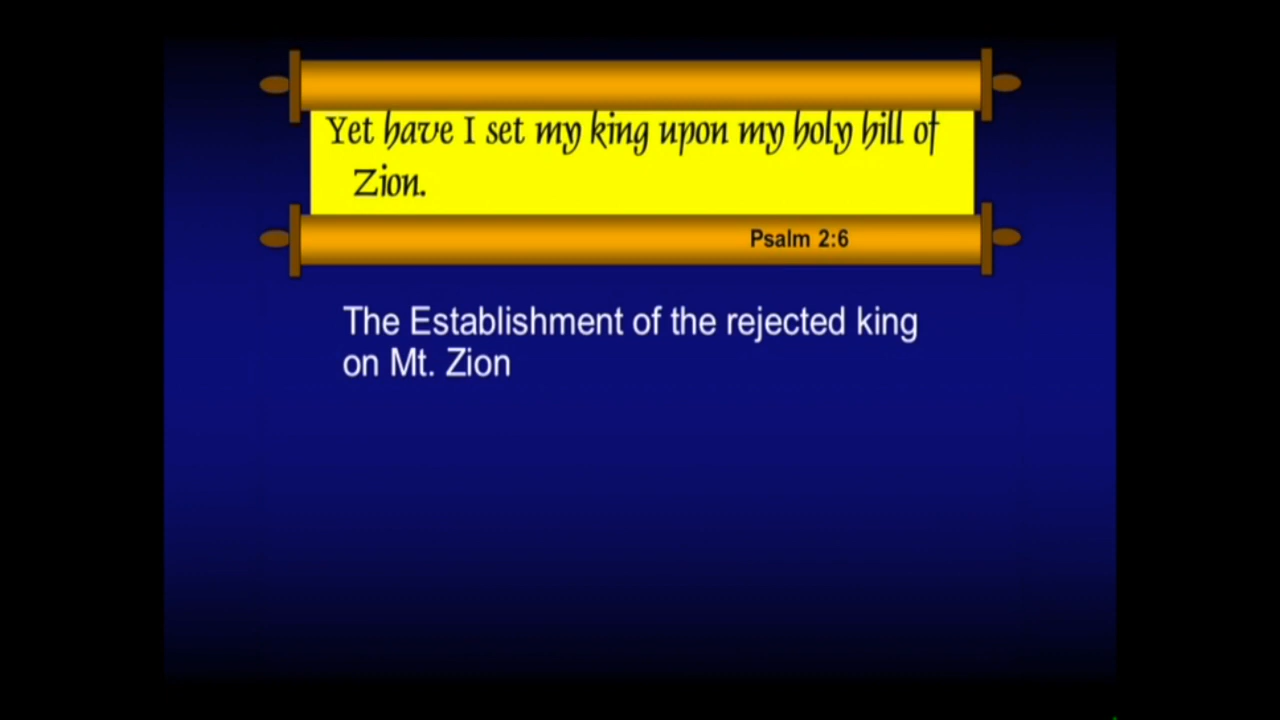 Yet have I set my king upon my holy hill of
Zion.
Psalm 2:6
The Establishment of the rejected king
on Mt. Zion